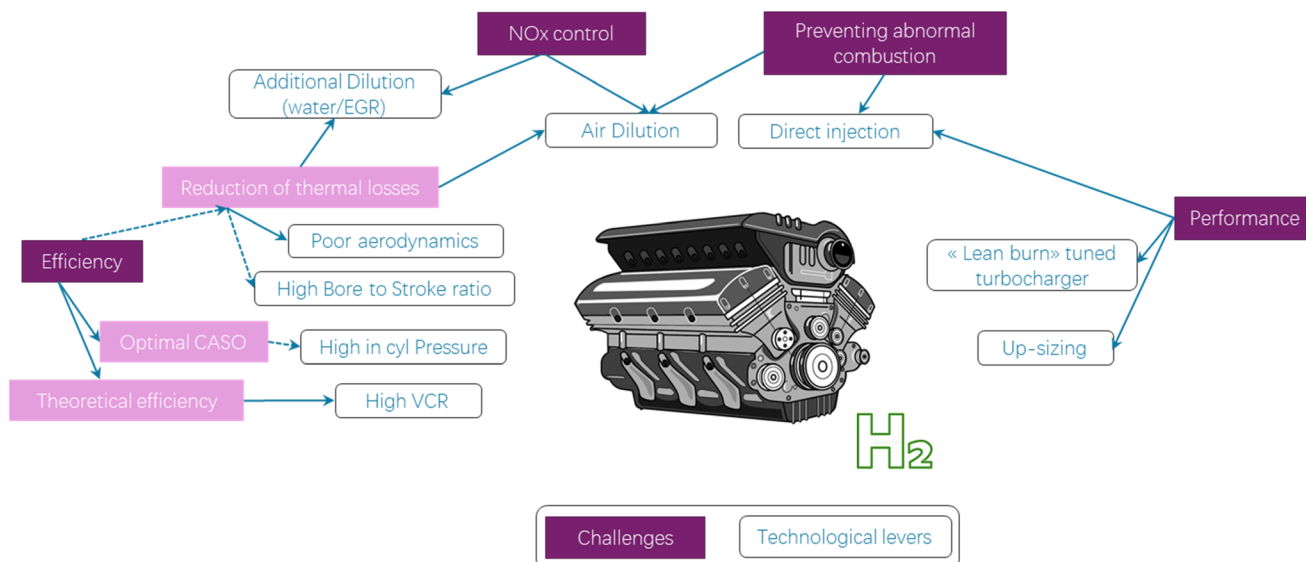 NOx control
Preventing abnormal
combustion
Additional Dilution
(water/EGR)
Air Dilution
Direct injection
Reduction of thermal losses
Performance
Poor aerodynamics
Efficiency
« Lean burn» tuned
turbocharger
High Bore to Stroke ratio
Optimal CASO
High in cyl Pressure
Up-sizing
Theoretical efficiency
High VCR
H2
Challenges
Technological levers